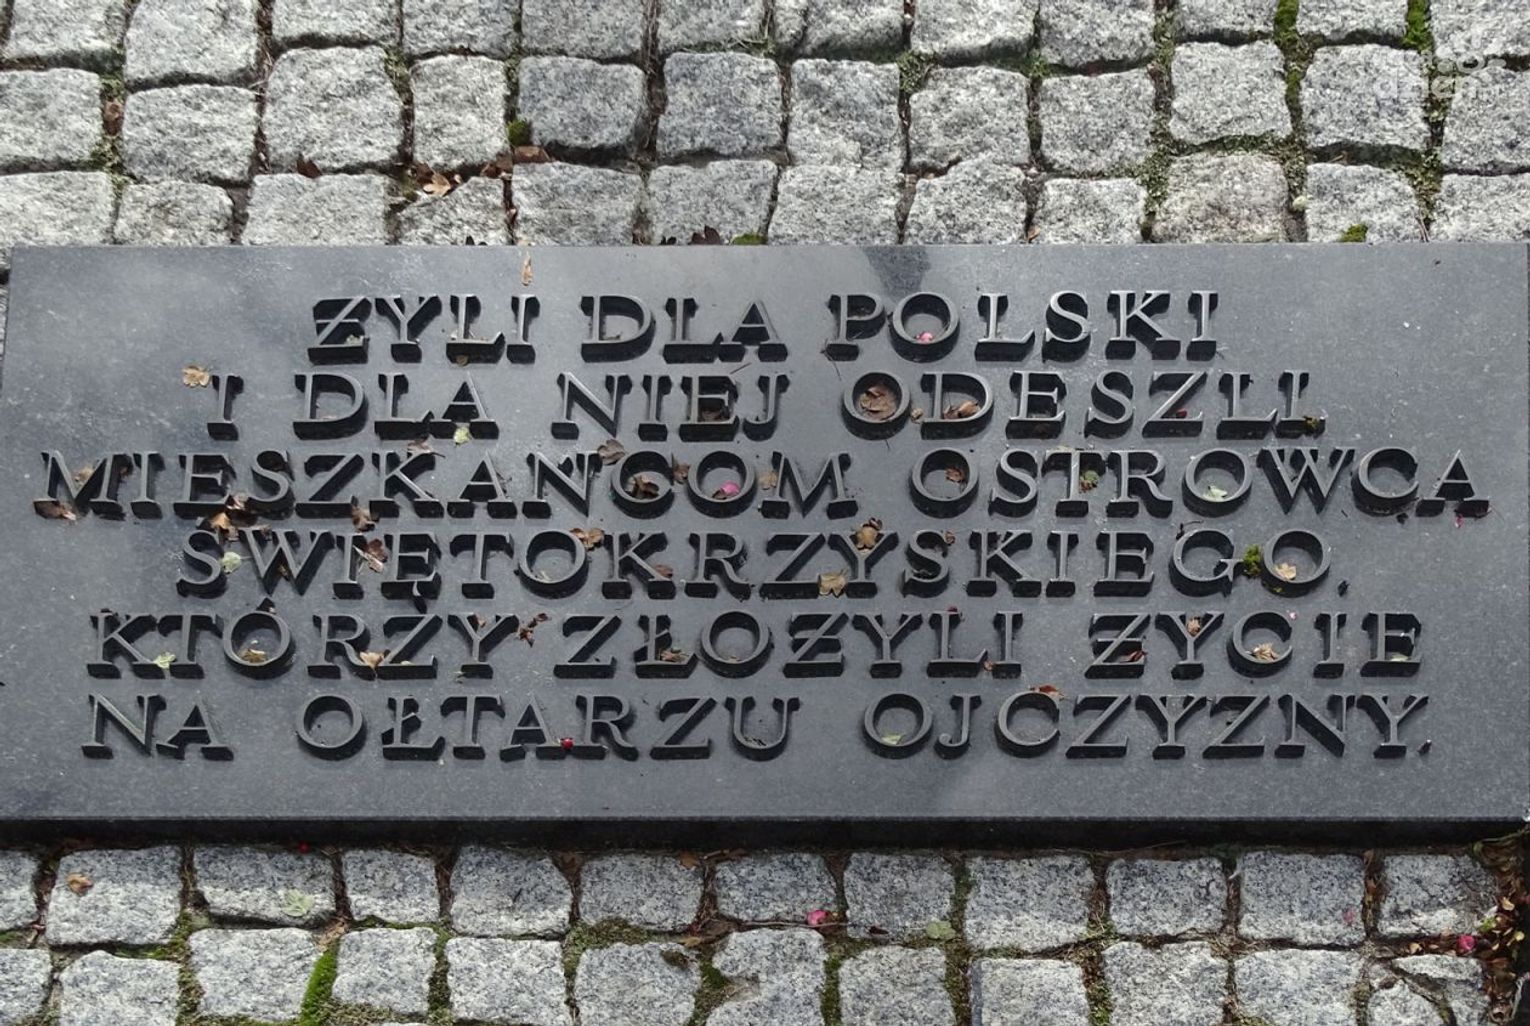 ŻYLI DLA POLSKI
I DLA NIEJ ODESZLI
MIESZKAŃCOM OSTROWCA
ŚWIĘTOKRZYSKIEGO,
KTÓRZY ZŁOŻYLI ŻYCIE
NA OŁTARZU OJCZYZNY.